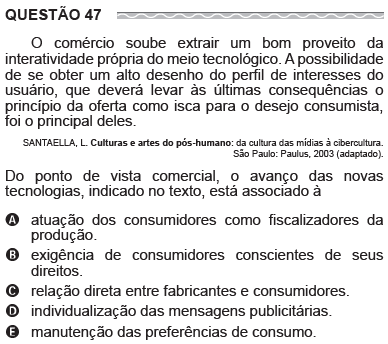 QUESTÃO 47
O comércio soube extrair um bom proveito da
interatividade própria do meio tecnológico. A possibilidade
de se obter um alto desenho do perfil de interesses do
usuário, que deverá levar às últimas consequências o
princípio da oferta como isca para o desejo consumista,
foi o principal deles.
SANTAELLA, L. Culturas e artes do pós-humano: da cultura das mídias à cibercultura.
São Paulo: Paulus, 2003 (adaptado).
Do ponto de vista comercial, o avanço das novas
tecnologias, indicado no texto, está associado à
A atuação dos consumidores como fiscalizadores da
produção.
B exigência de consumidores conscientes de seus
direitos.
C relação direta entre fabricantes e consumidores.
D individualização das mensagens publicitárias.
E manutenção das preferências de consumo.